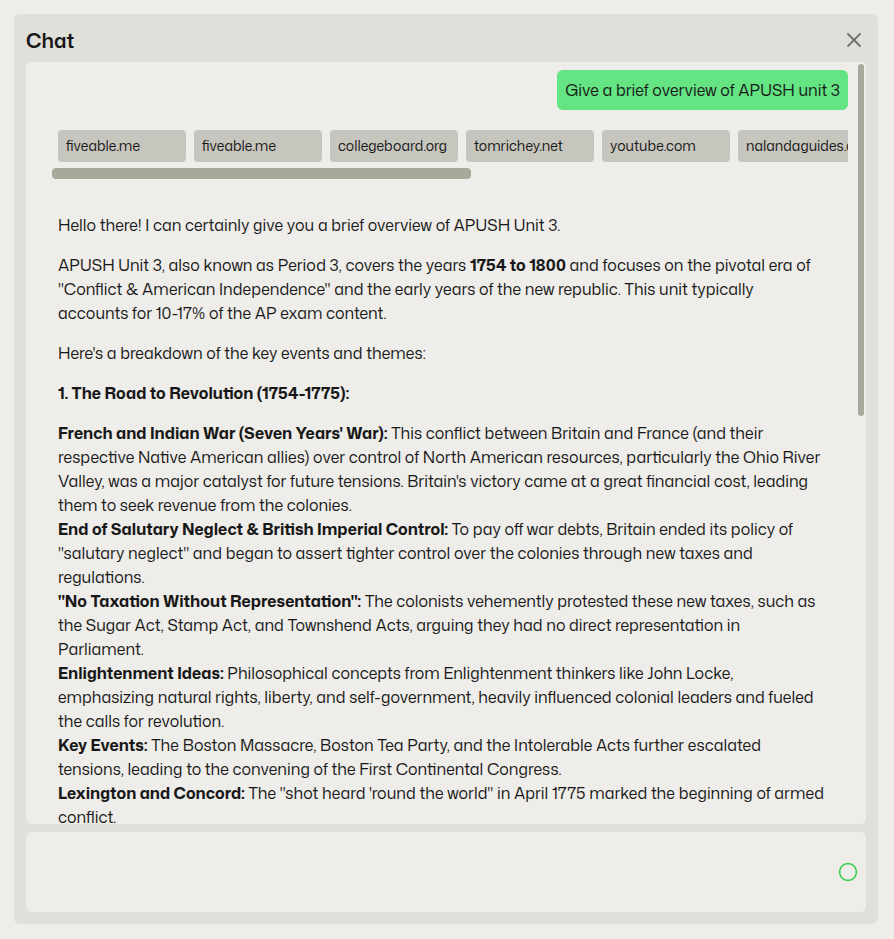 Chat
Give a brief overview of APUSH unit 3
fiveable.me fiveable.me collegeboard.org tomrichey.net youtube.com nalandaguides.
Hello there! I can certainly give you a brief overview of APUSH Unit 3.
APUSH Unit 3, also known as Period 3, covers the years 1754 to 1800 and focuses on the pivotal era of
"Conflict & American Independence" and the early years of the new republic. This unit typically
accounts for 10-17% of the AP exam content.
Here's a breakdown of the key events and themes:
1. The Road to Revolution (1754-1775):
French and Indian War (Seven Years' War): This conflict between Britain and France (and their
respective Native American allies) over control of North American resources, particularly the Ohio River
Valley, was a major catalyst for future tensions. Britain's victory came at a great financial cost, leading
them to seek revenue from the colonies.
End of Salutary Neglect & British Imperial Control: To pay off war debts, Britain ended its policy of
"salutary neglect" and began to assert tighter control over the colonies through new taxes and
regulations.
"No Taxation Without Representation": The colonists vehemently protested these new taxes, such as
the Sugar Act, Stamp Act, and Townshend Acts, arguing they had no direct representation in
Parliament.
Enlightenment Ideas: Philosophical concepts from Enlightenment thinkers like John Locke,
emphasizing natural rights, liberty, and self-government, heavily influenced colonial leaders and fueled
the calls for revolution.
Key Events: The Boston Massacre, Boston Tea Party, and the Intolerable Acts further escalated
tensions, leading to the convening of the First Continental Congress.
Lexington and Concord: The "shot heard 'round the world" in April 1775 marked the beginning of armed
conflict.